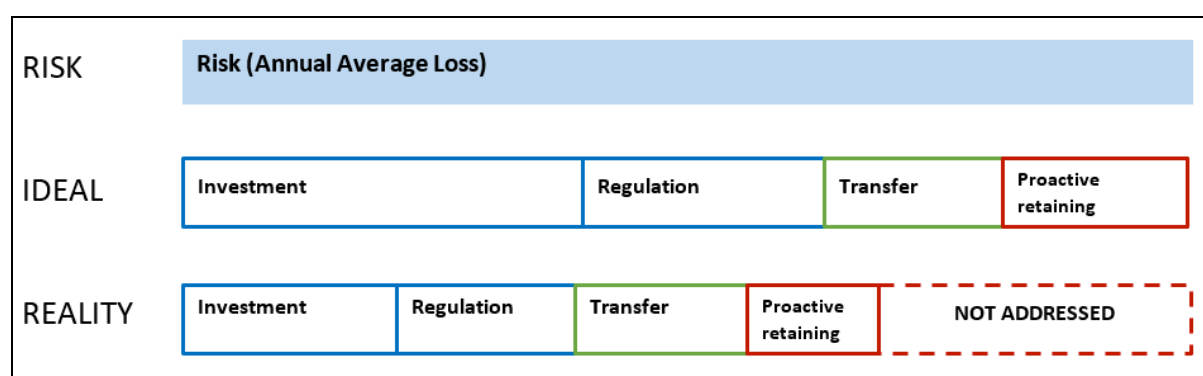 RISK
Risk (Annual Average Loss)
IDEAL
Investment
Regulation
Transfer
Proactive
retaining
REALITY
Investment
Regulation
Transfer
Proactive
retaining
NOT ADDRESSED